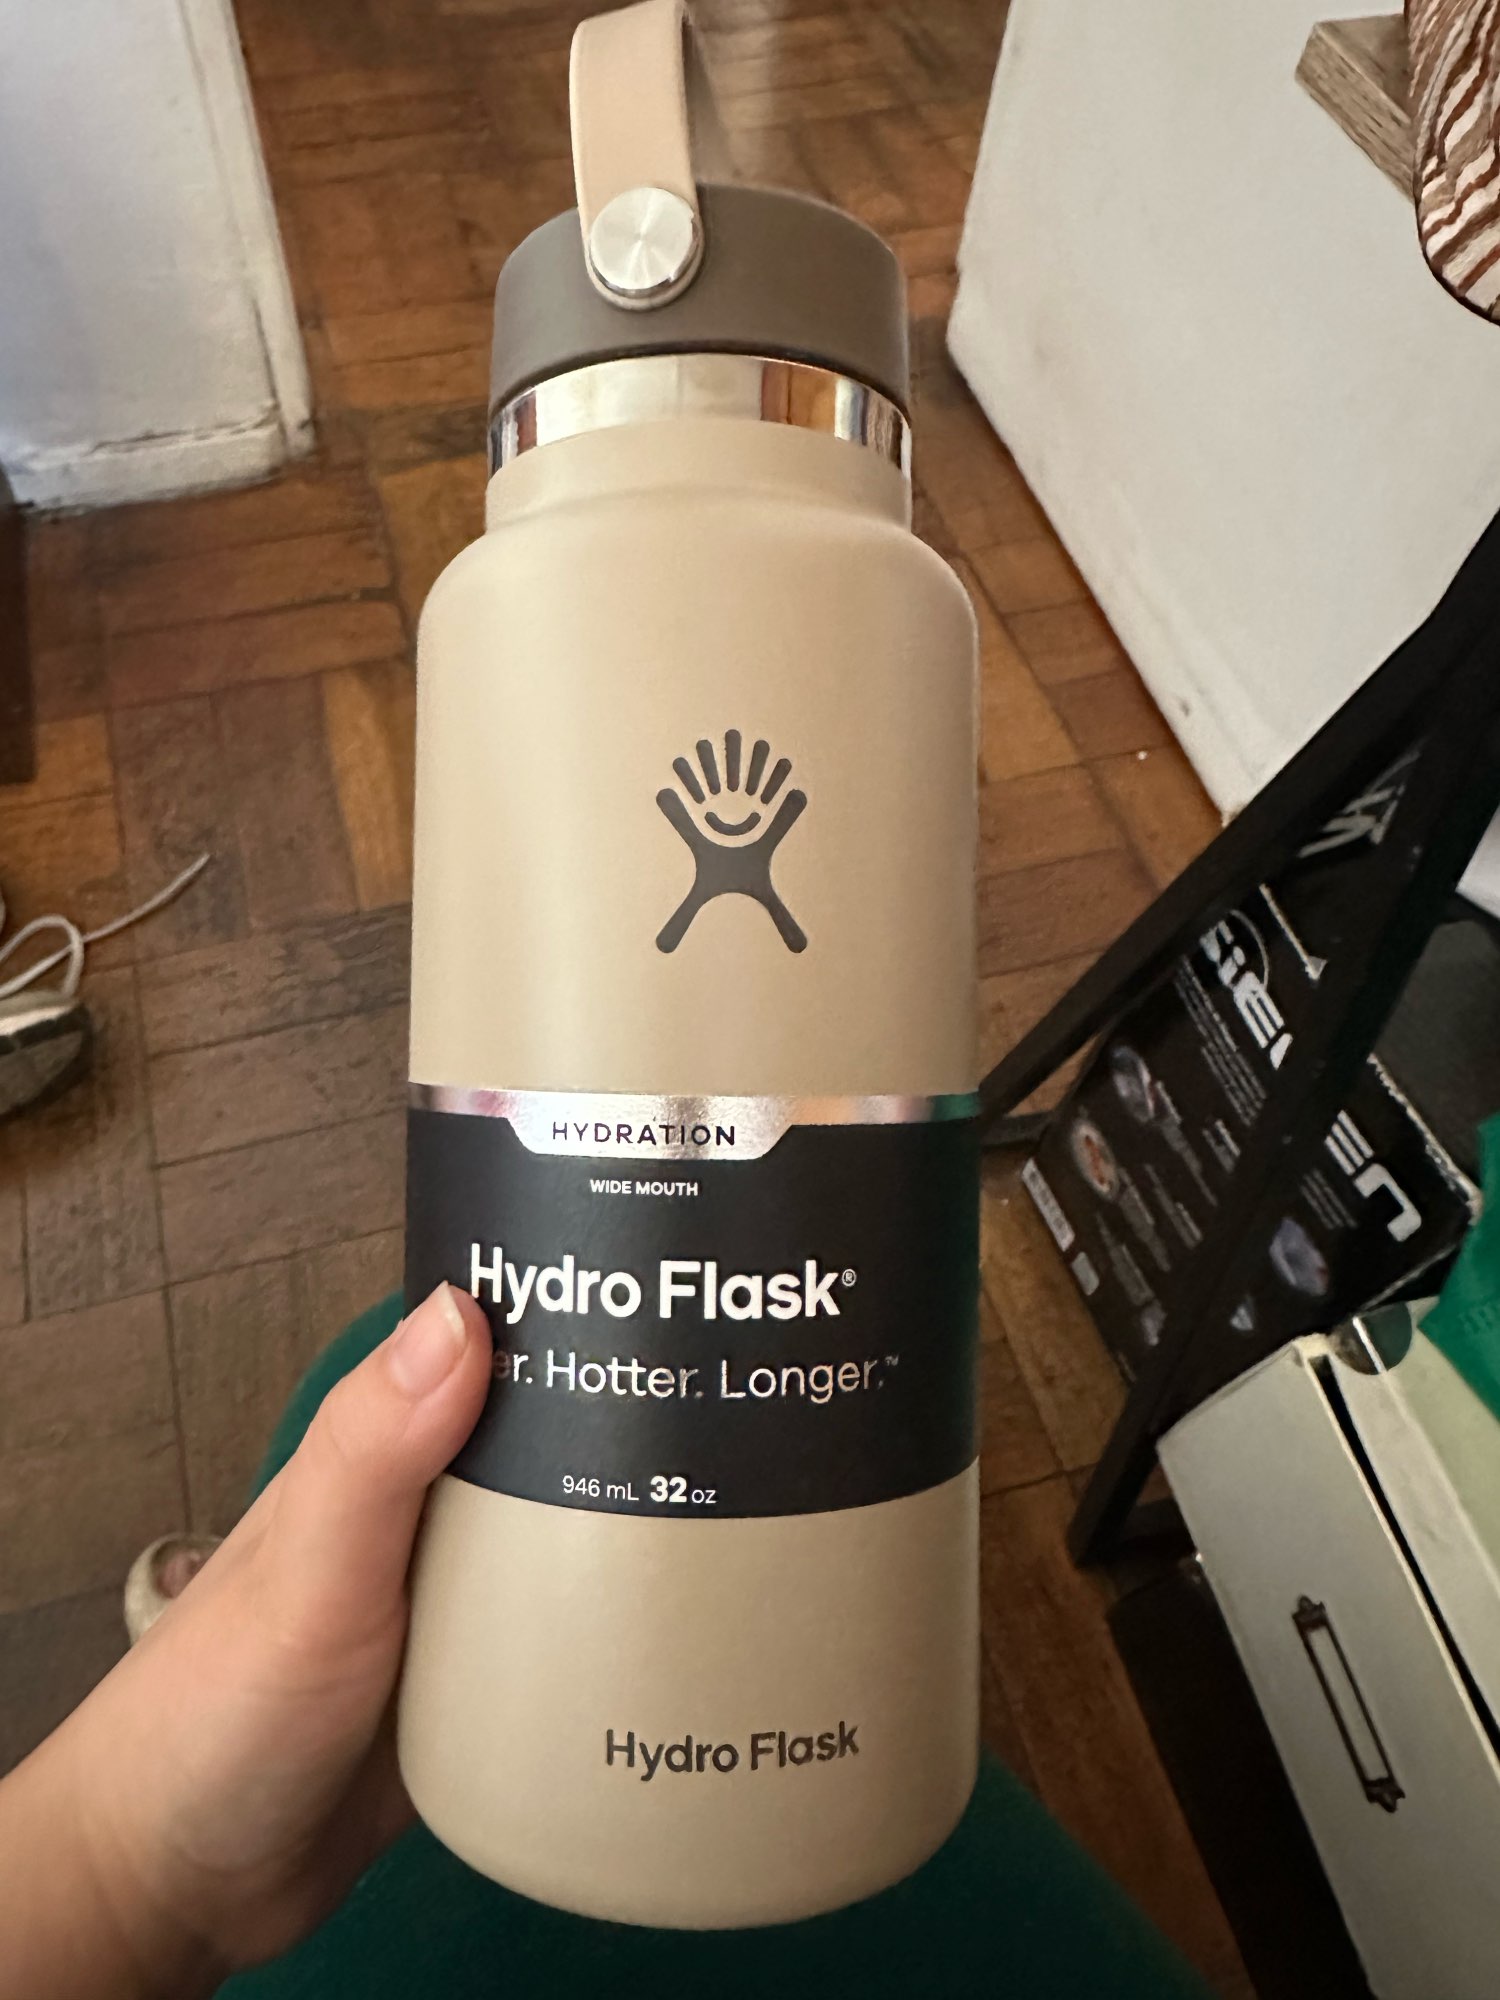 HYDRATION
WIDE MOUTH
Hydro Flask®
er. Hotter. Longer.™
946 mL 32 oz
Hydro Flask